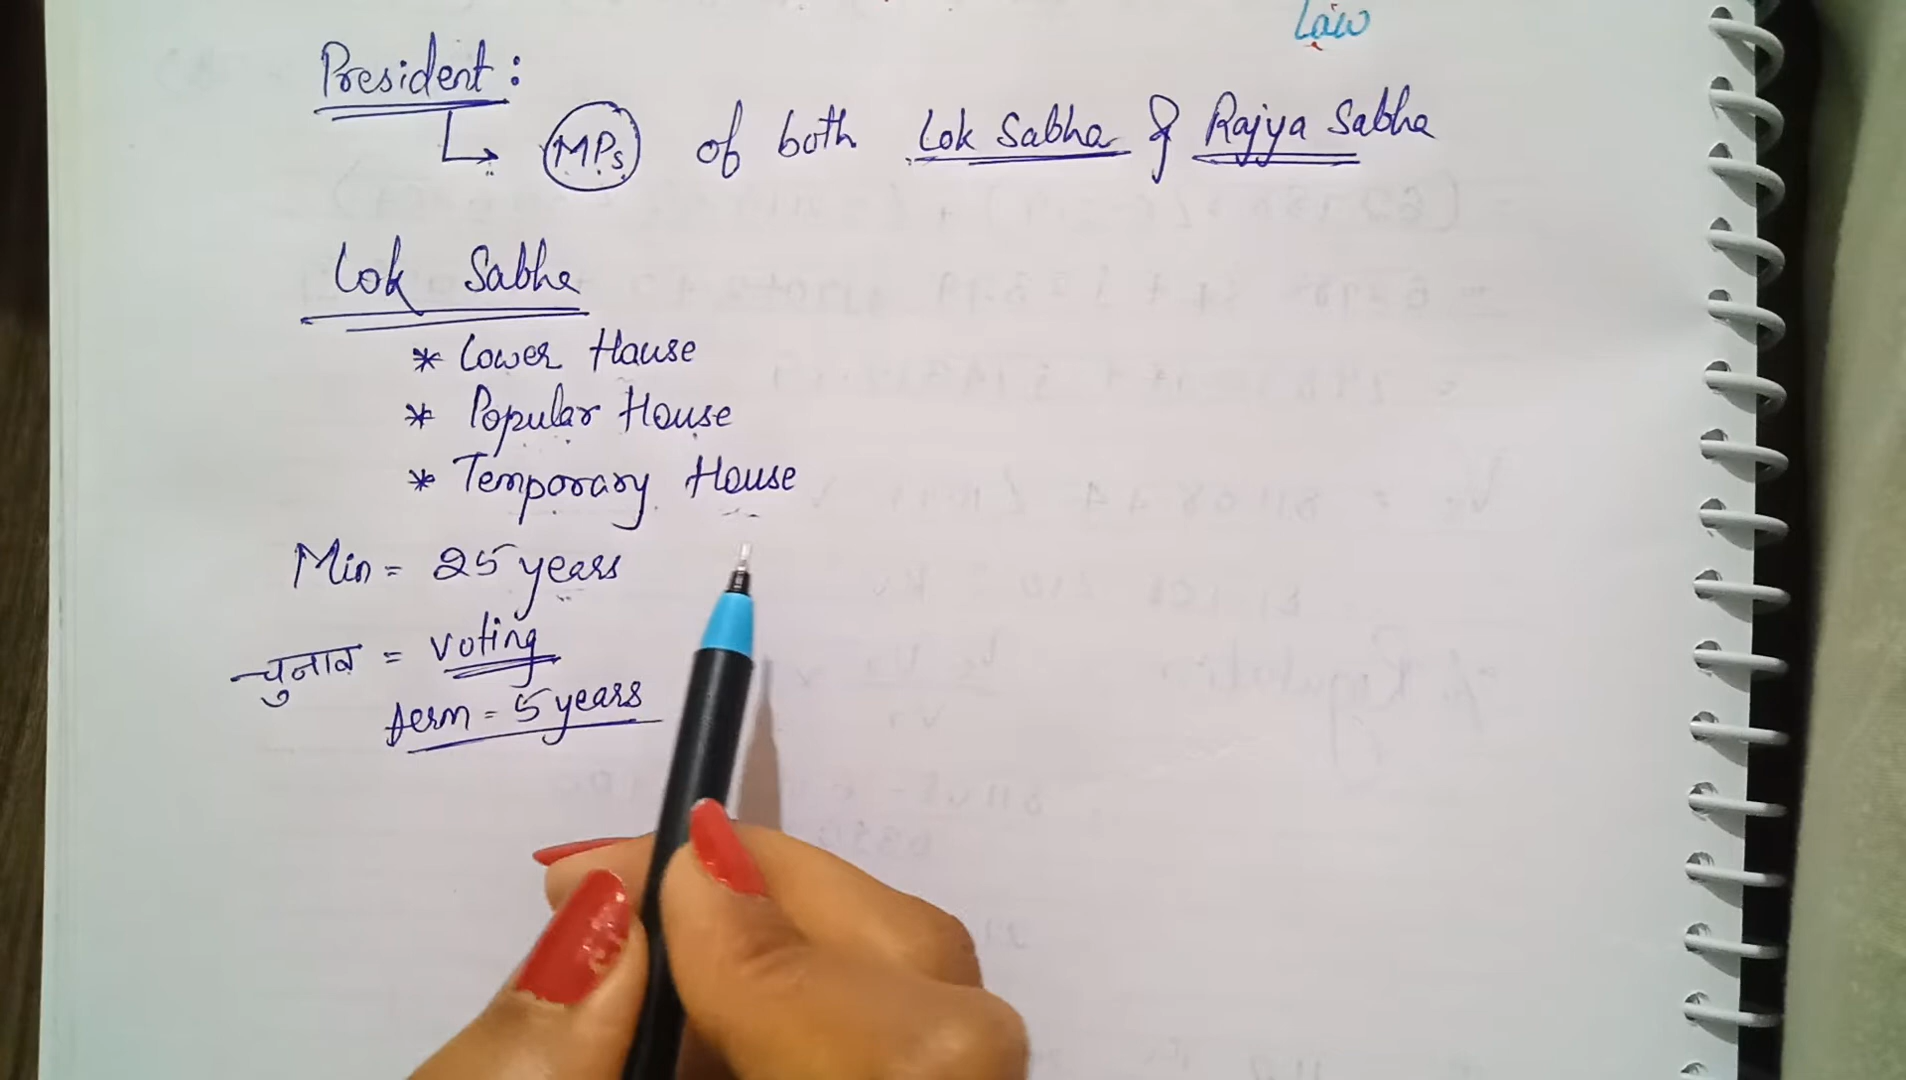 Law
President :
↳ MPs of both Lok Sabha & Rajya Sabha
Lok Sabha
* Lower House
* Popular House
* Temporary House
Min = 25 years
चुनाव = voting
term = 5 years